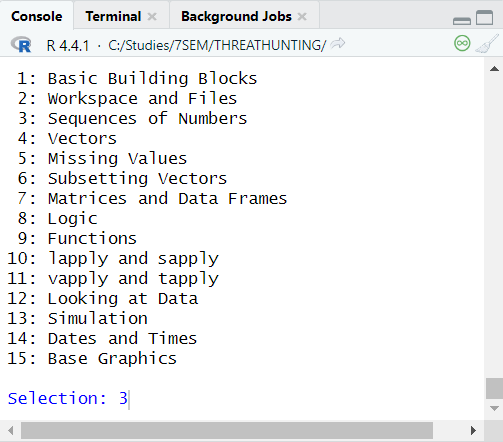 Console Terminal × Background Jobs ×
R R 4.4.1 · C:/Studies/7SEM/THREATHUNTING/
1: Basic Building Blocks
2: Workspace and Files
3: Sequences of Numbers
4: Vectors
5: Missing Values
6: Subsetting Vectors
7: Matrices and Data Frames
8: Logic
9: Functions
10: lapply and sapply
11: vapply and tapply
12: Looking at Data
13: Simulation
14: Dates and Times
15: Base Graphics
Selection: 3